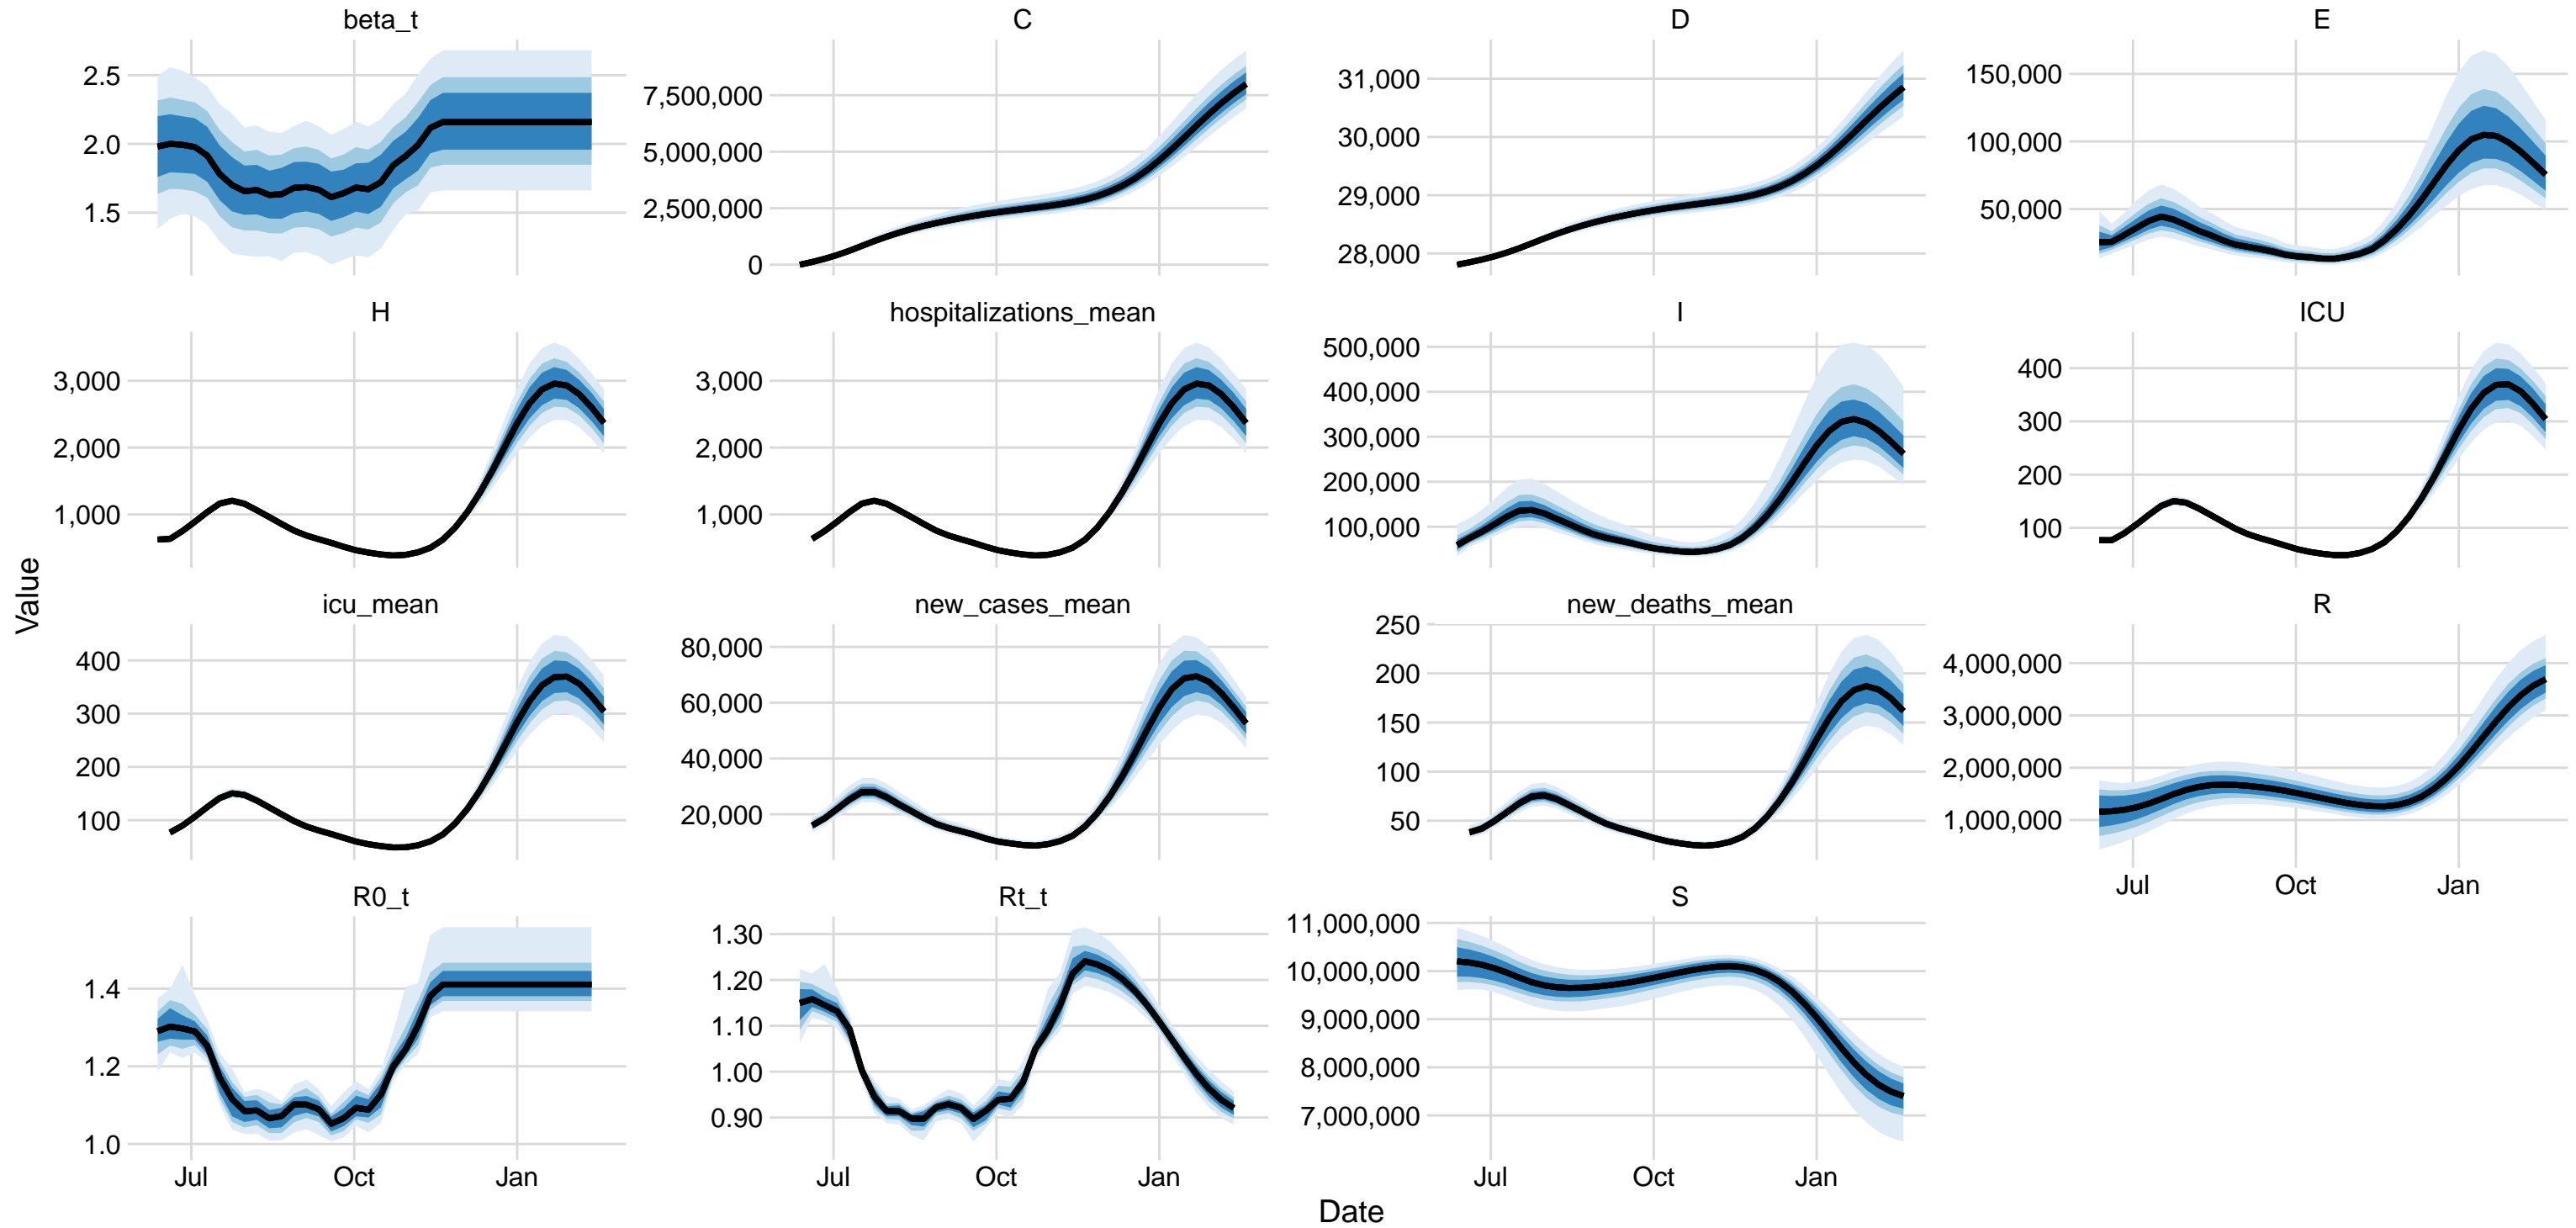 beta_t
C
D
E
2.5
2.0
1.5
7,500,000
5,000,000
2,500,000
0
31,000
30,000
29,000
28,000
150,000
100,000
50,000
H
hospitalizations_mean
I
ICU
3,000
2,000
1,000
3,000
2,000
1,000
500,000
400,000
300,000
200,000
100,000
400
300
200
100
Value
icu_mean
new_cases_mean
new_deaths_mean
R
400
300
200
100
80,000
60,000
40,000
20,000
250
200
150
100
50
4,000,000
3,000,000
2,000,000
1,000,000
Jul Oct Jan
R0_t
Rt_t
S
1.4
1.2
1.0
1.30
1.20
1.10
1.00
0.90
11,000,000
10,000,000
9,000,000
8,000,000
7,000,000
Jul Oct Jan
Jul Oct Jan
Jul Oct Jan
Date